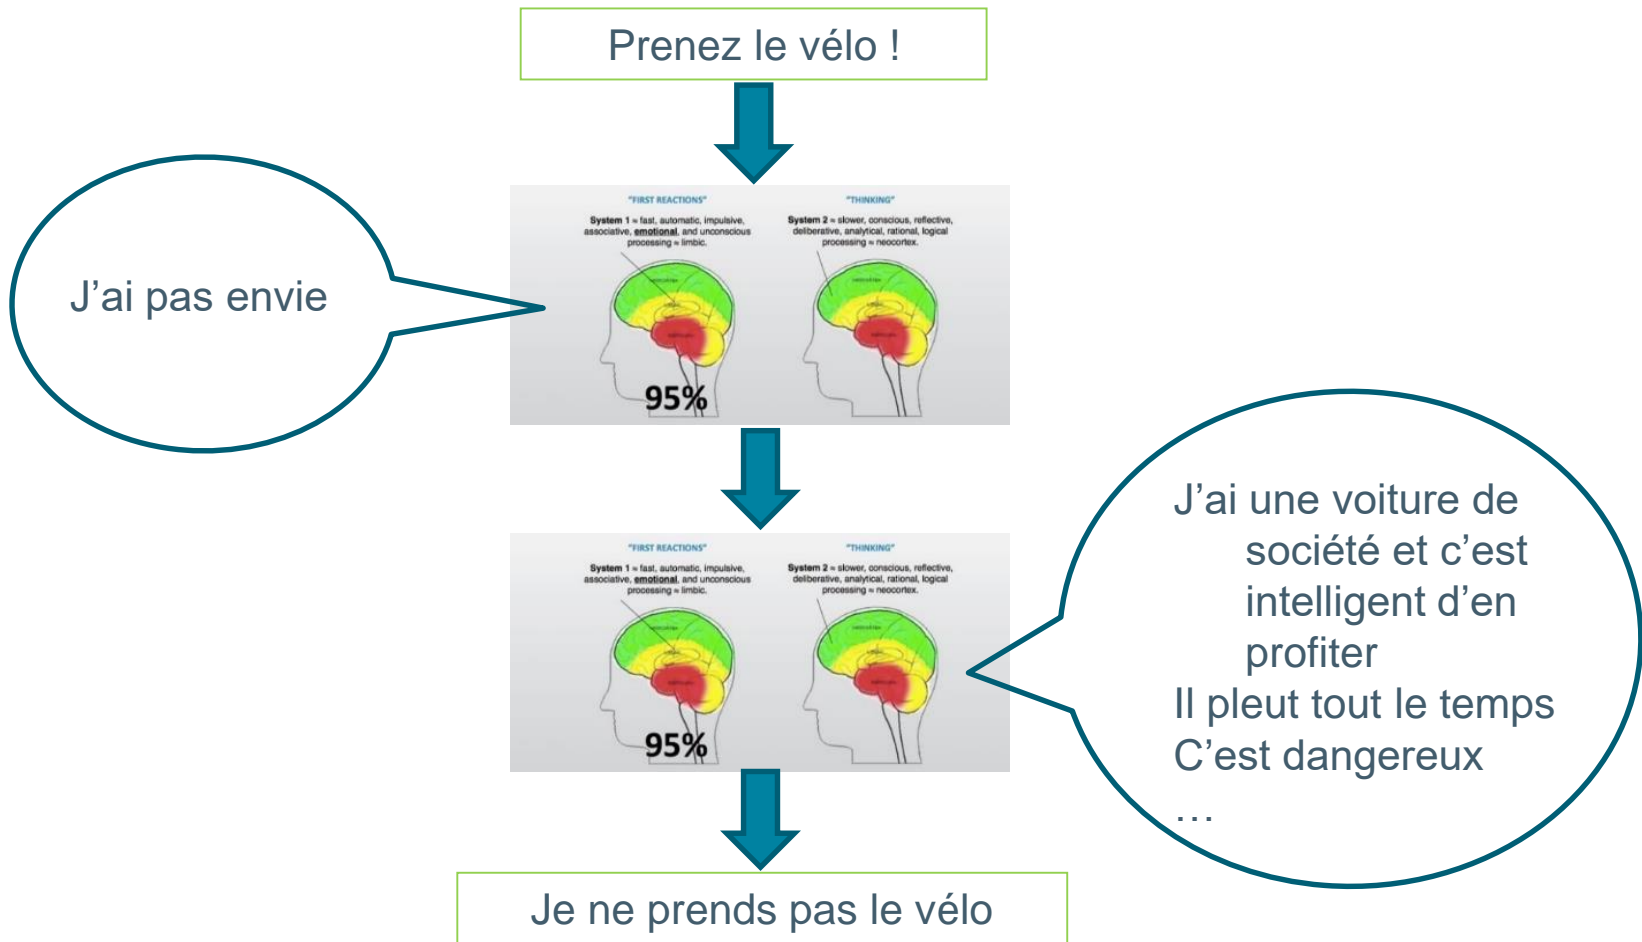 Prenez le vélo !
"FIRST REACTIONS"
System 1 ≈ fast, automatic, impulsive,
associative, emotional, and unconscious
processing ≈ limbic.
"THINKING"
System 2 ≈ slower, conscious, reflective,
deliberative, analytical, rational, logical
processing ≈ neocortex.
95%
J'ai pas envie
"FIRST REACTIONS"
System 1 ≈ fast, automatic, impulsive,
associative, emotional, and unconscious
processing ≈ limbic.
"THINKING"
System 2 ≈ slower, conscious, reflective,
deliberative, analytical, rational, logical
processing ≈ neocortex.
95%
J'ai une voiture de
société et c'est
intelligent d'en
profiter
Il pleut tout le temps
C'est dangereux
…
Je ne prends pas le vélo